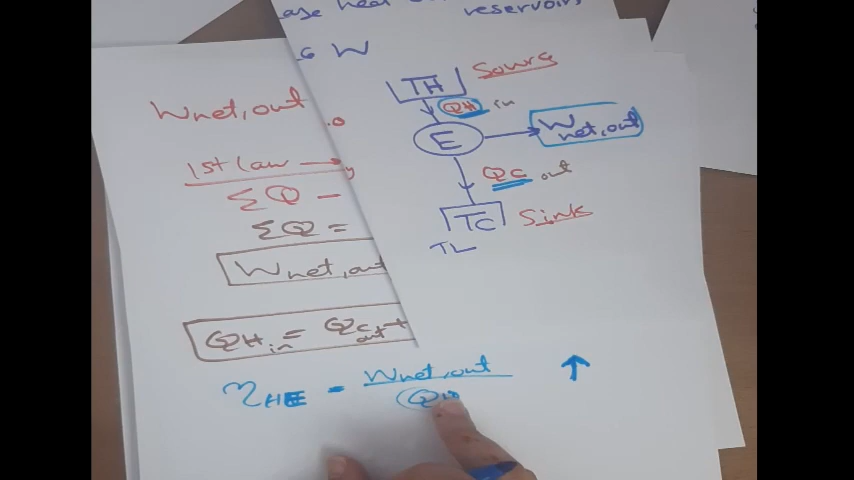 reservoirs
W
TH
Source
QH in
E
W net,out
QC out
TC
Sink
TL
Wnet,out
1st law →
ΣQ -
ΣQ =
Wnet,out
QH in = QC out +
ηHE = Wnet,out
↑